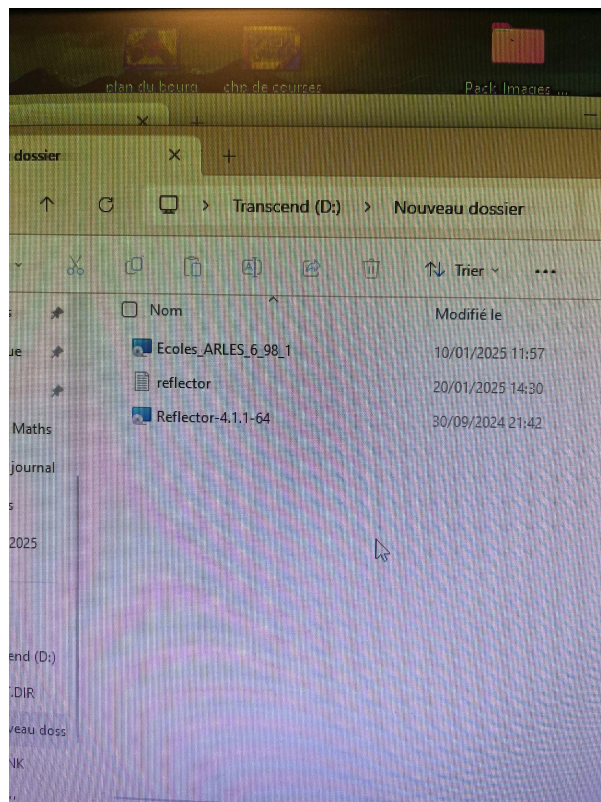 plan du bourg
chp de courses
Pack Images ...
dossier
Transcend (D:)
Nouveau dossier
Trier
Nom
Modifié le
Ecoles_ARLES_6_98_1
10/01/2025 11:57
reflector
20/01/2025 14:30
Reflector-4.1.1-64
30/09/2024 21:42
ue
Maths
journal
s
2025
end (D:)
.DIR
veau doss
NK